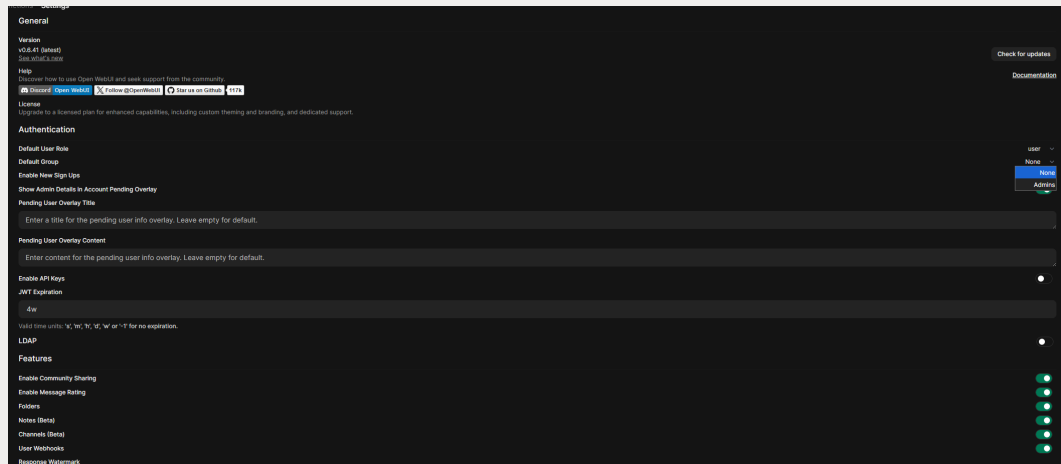 Settings
General
Version
v0.6.41 (latest)
See what's new
Check for updates
Help
Discover how to use Open WebUI and seek support from the community.
Documentation
Discord Open WebUI Follow @OpenWebUI Star us on Github 117k
License
Upgrade to a licensed plan for enhanced capabilities, including custom theming and branding, and dedicated support.
Authentication
Default User Role user
Default Group None
None
Enable New Sign Ups
Admins
Show Admin Details in Account Pending Overlay
Pending User Overlay Title
Enter a title for the pending user info overlay. Leave empty for default.
Pending User Overlay Content
Enter content for the pending user info overlay. Leave empty for default.
Enable API Keys
JWT Expiration
4w
Valid time units: 's', 'm', 'h', 'd', 'w' or '-1' for no expiration.
LDAP
Features
Enable Community Sharing
Enable Message Rating
Folders
Notes (Beta)
Channels (Beta)
User Webhooks
Response Watermark